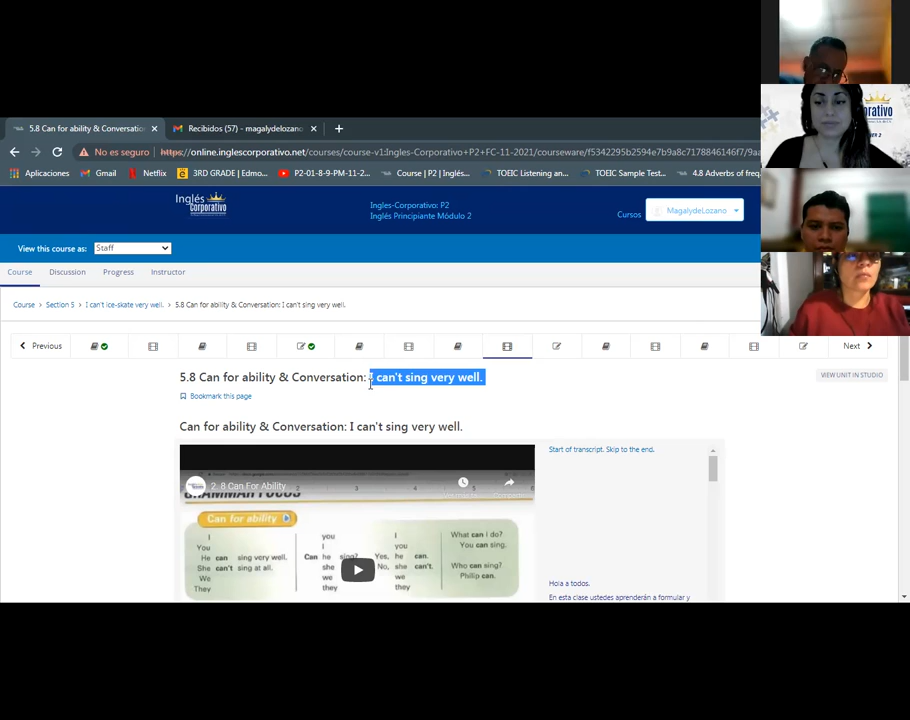 5.8 Can for ability & Conversatio
Recibidos (57) - magalydelozano
No es seguro
https://online.inglescorporativo.net/courses/course-v1:Ingles-Corporativo+P2+FC-11-2021/courseware/f5342295b2594e7b9a8c7178846146f7/9aa
Aplicaciones
Gmail
Netflix
3RD GRADE | Edmo...
P2-01-8-9-PM-11-2...
Course | P2 | Inglés...
TOEIC Listening an...
TOEIC Sample Test...
4.8 Adverbs of freq
Inglés
Corporativo
Ingles-Corporativo: P2
Inglés Principiante Módulo 2
Cursos
MagalydeLozano
View this course as:
Staff
Course
Discussion
Progress
Instructor
Course > Section 5 > I can't ice-skate very well. > 5.8 Can for ability & Conversation: I can't sing very well.
Previous
Next
5.8 Can for ability & Conversation: I can't sing very well.
VIEW UNIT IN STUDIO
Bookmark this page
Can for ability & Conversation: I can't sing very well.
2. 8 Can For Ability
GRAMMAR FOCUS
Can for ability
I
You
He can sing very well.
She can't sing at all.
We
They
you
I
Can he sing?
she
we
they
I
you
Yes, he can.
No, she can't.
we
they
What can I do?
You can sing.
Who can sing?
Philip can.
Start of transcript. Skip to the end.
Hola a todos.
En esta clase ustedes aprenderán a formular y